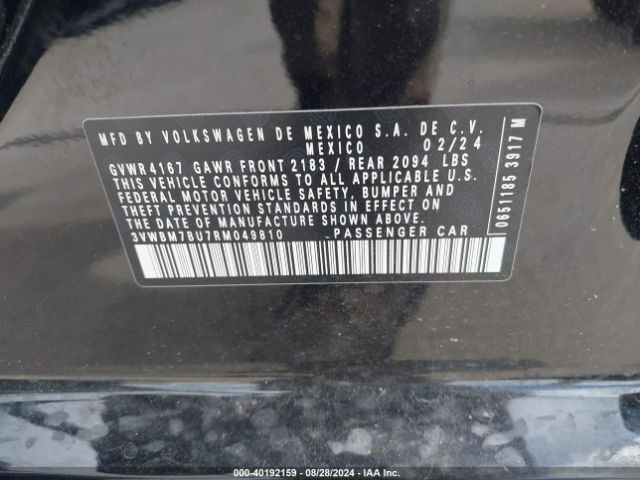 MFD BY VOLKSWAGEN DE MEXICO S.A. DE C.V.
MEXICO 02/24
GVWR 4167 GAWR FRONT 2183 / REAR 2094 LBS
THIS VEHICLE CONFORMS TO ALL APPLICABLE U.S.
FEDERAL MOTOR VEHICLE SAFETY, BUMPER AND
THEFT PREVENTION STANDARDS IN EFFECT ON
THE DATE OF MANUFACTURE SHOWN ABOVE.
3VWBM7BU7RM049810 PASSENGER CAR
0651185 3917 M
000-40192159 - 08/28/2024 - IAA Inc.